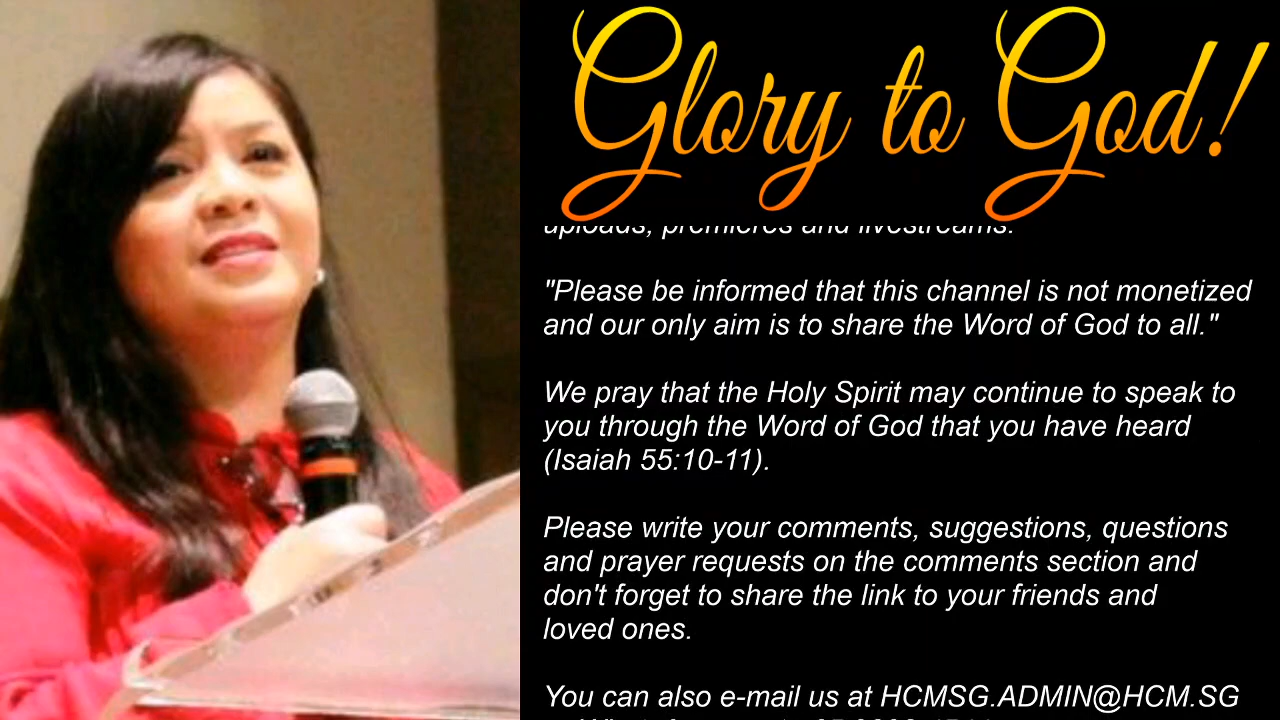 Glory to God!
uploads, premieres and livestreams.
"Please be informed that this channel is not monetized
and our only aim is to share the Word of God to all."
We pray that the Holy Spirit may continue to speak to
you through the Word of God that you have heard
(Isaiah 55:10-11).
Please write your comments, suggestions, questions
and prayer requests on the comments section and
don't forget to share the link to your friends and
loved ones.
You can also e-mail us at HCMSG.ADMIN@HCM.SG